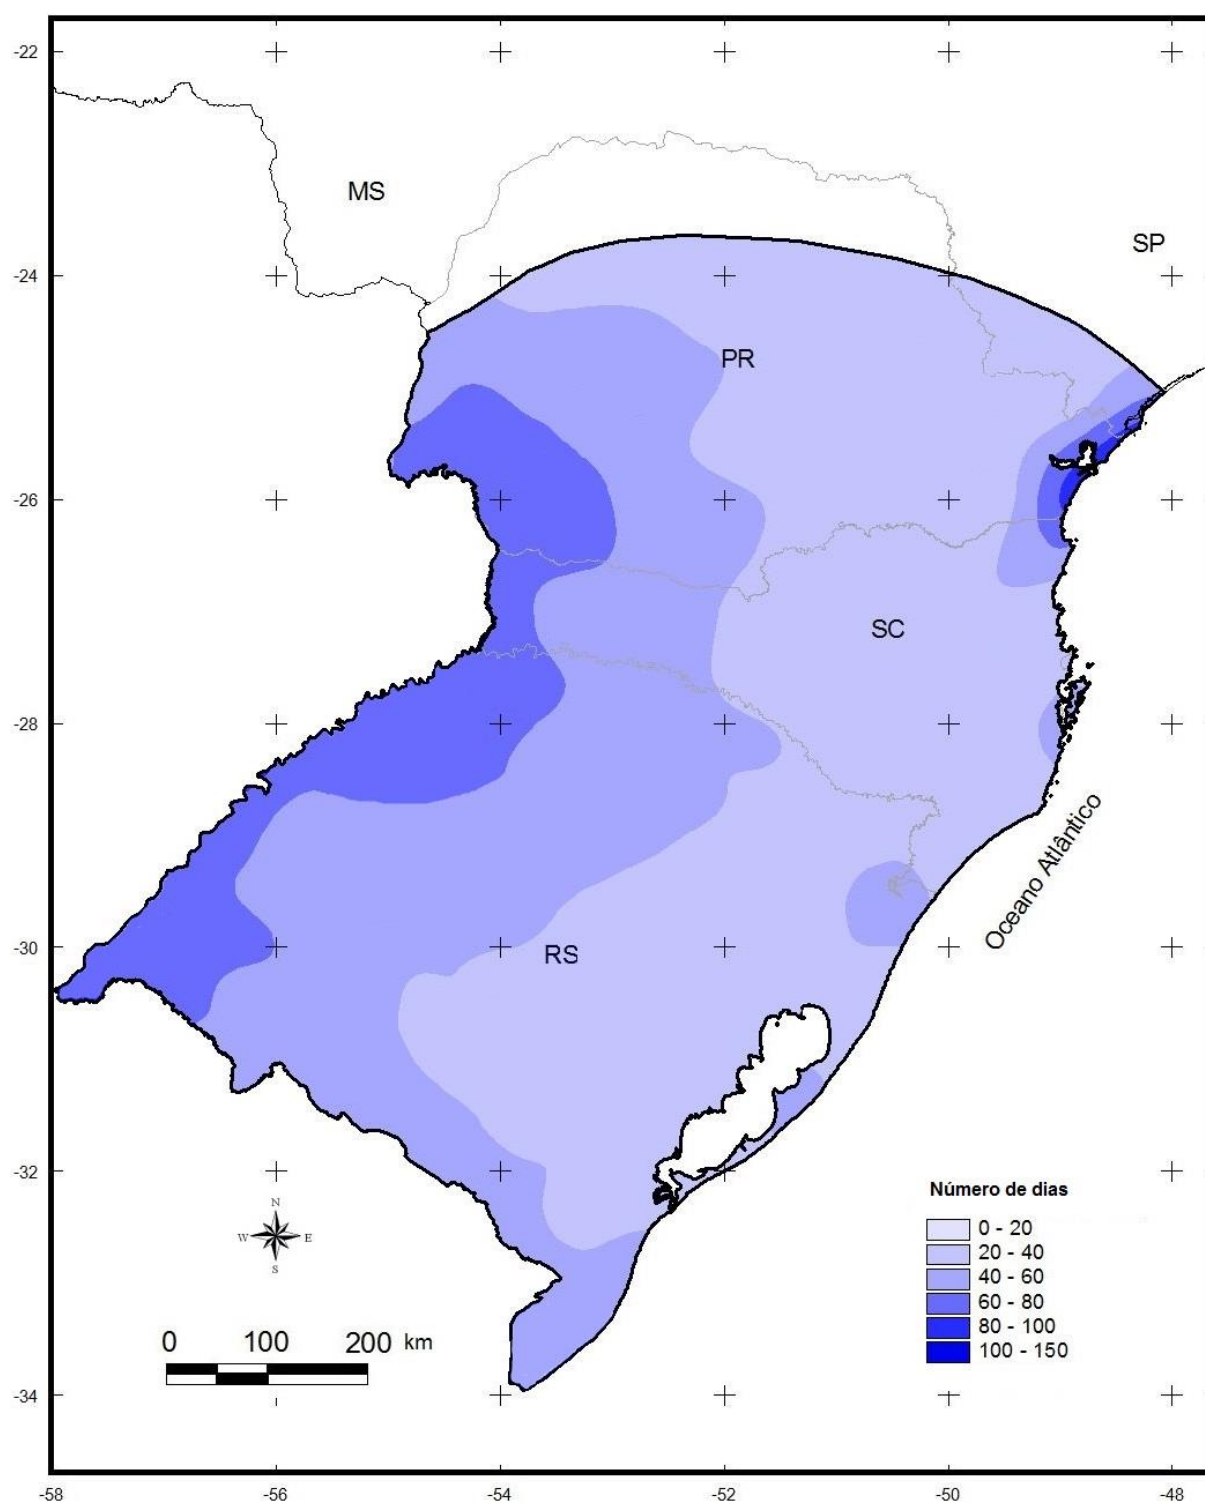 -22
MS
SP
-24
PR
-26
SC
-28
Oceano Atlântico
-30
RS
-32
Número de dias
0 - 20
20 - 40
40 - 60
60 - 80
80 - 100
100 - 150
N
W E
S
0 100 200 km
-34
-58 -56 -54 -52 -50 -48